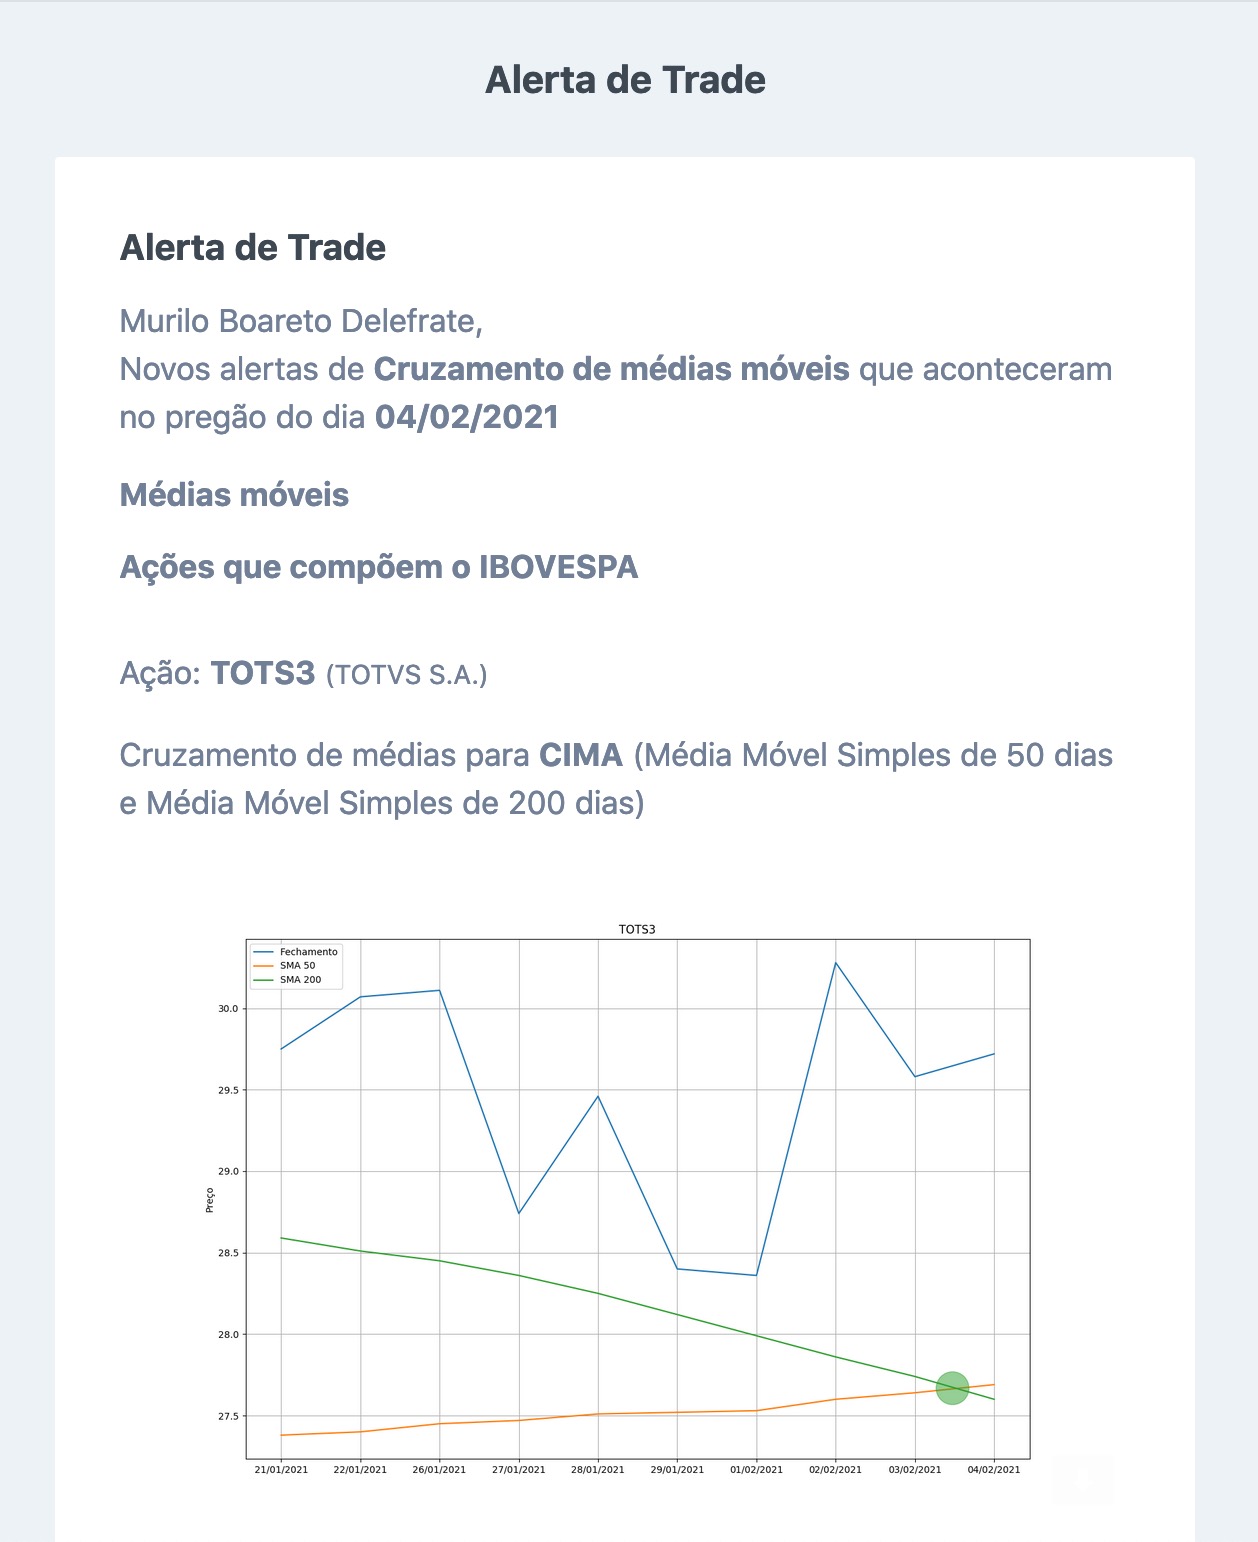 Alerta de Trade
Alerta de Trade
Murilo Boareto Delefrate,
Novos alertas de Cruzamento de médias móveis que aconteceram
no pregão do dia 04/02/2021
Médias móveis
Ações que compõem o IBOVESPA
Ação: TOTS3 (TOTVS S.A.)
Cruzamento de médias para CIMA (Média Móvel Simples de 50 dias
e Média Móvel Simples de 200 dias)
TOTS3
Fechamento
SMA 50
SMA 200
30.0
29.5
29.0
28.5
28.0
27.5
Preço
21/01/2021 22/01/2021 26/01/2021 27/01/2021 28/01/2021 29/01/2021 01/02/2021 02/02/2021 03/02/2021 04/02/2021